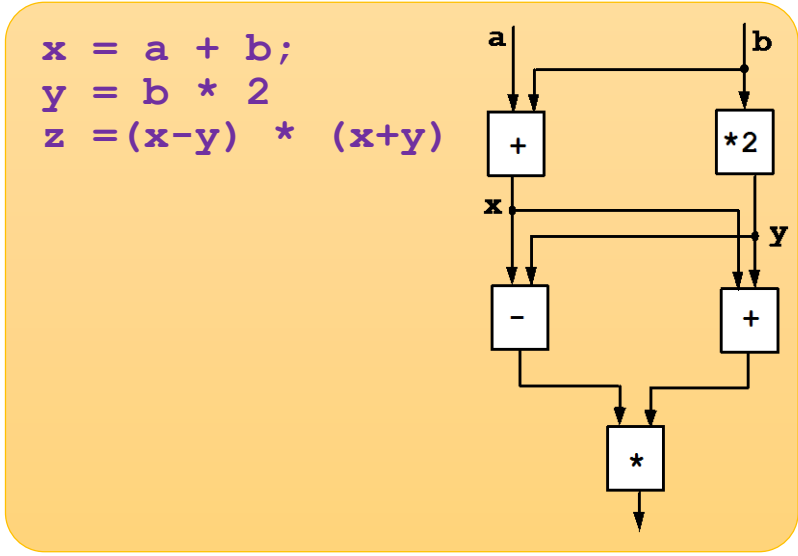 x = a + b;
y = b * 2
z =(x-y) * (x+y)
a
b
+
*2
x
y
-
+
*